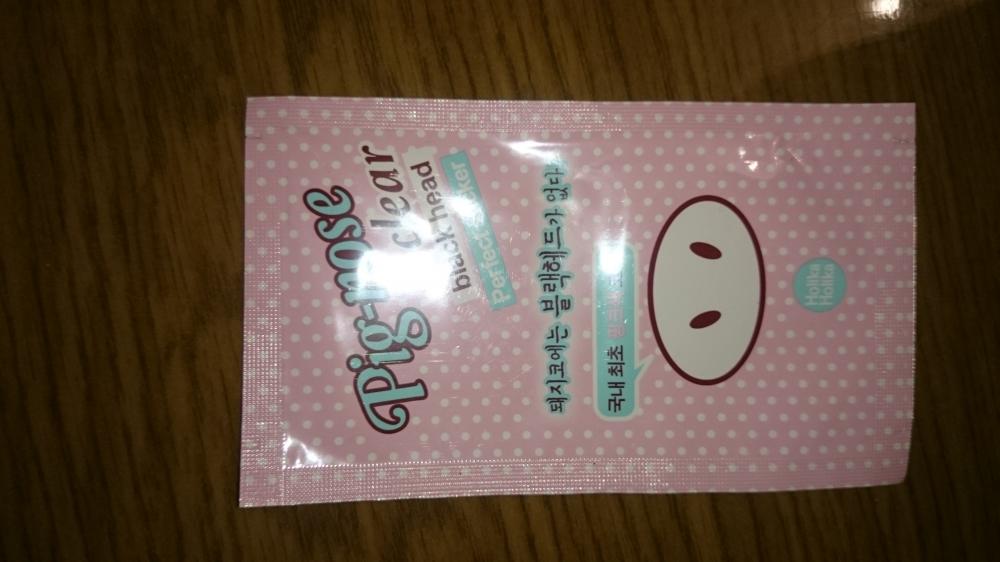 Pig-nose
clear
black head
Perfect sticker
돼지코에는 블랙헤드가 없다
국내 최초
Holika
Holika